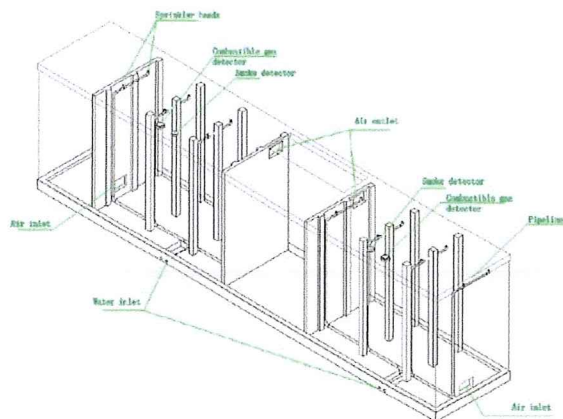 Sprinkler heads
Combustible gas
detector
Smoke detector
Air outlet
Smoke detector
Combustible gas
detector
Pipeline
Air inlet
Water inlet
Air inlet